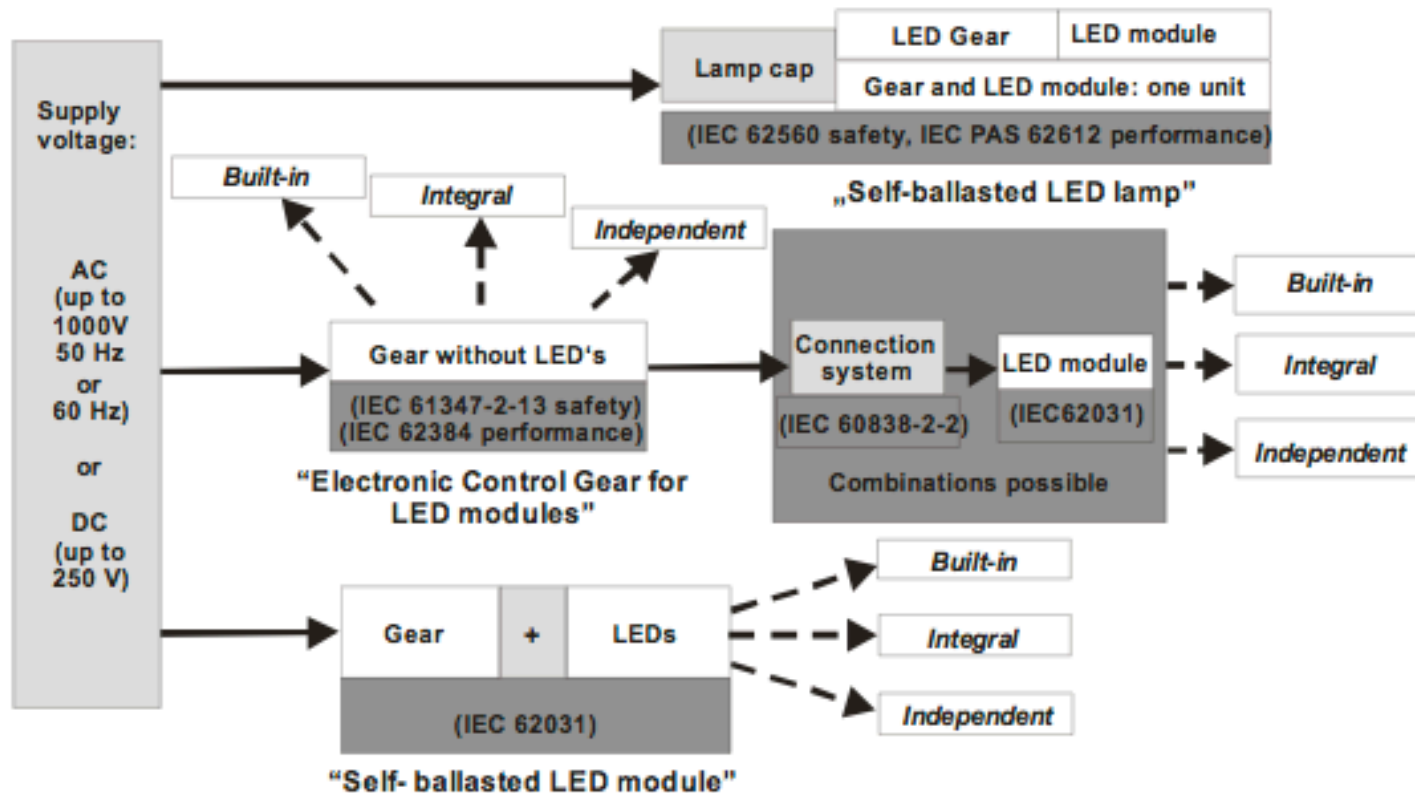 Supply
voltage:
AC
(up to
1000V
50 Hz
or
60 Hz)
or
DC
(up to
250 V)
Lamp cap
LED Gear
LED module
Gear and LED module: one unit
(IEC 62560 safety, IEC PAS 62612 performance)
„Self-ballasted LED lamp”
Built-in
Integral
Independent
Gear without LED‘s
(IEC 61347-2-13 safety)
(IEC 62384 performance)
“Electronic Control Gear for
LED modules”
Connection
system
(IEC 60838-2-2)
LED module
(IEC62031)
Combinations possible
Built-in
Integral
Independent
Gear
+
LEDs
(IEC 62031)
“Self- ballasted LED module”
Built-in
Integral
Independent